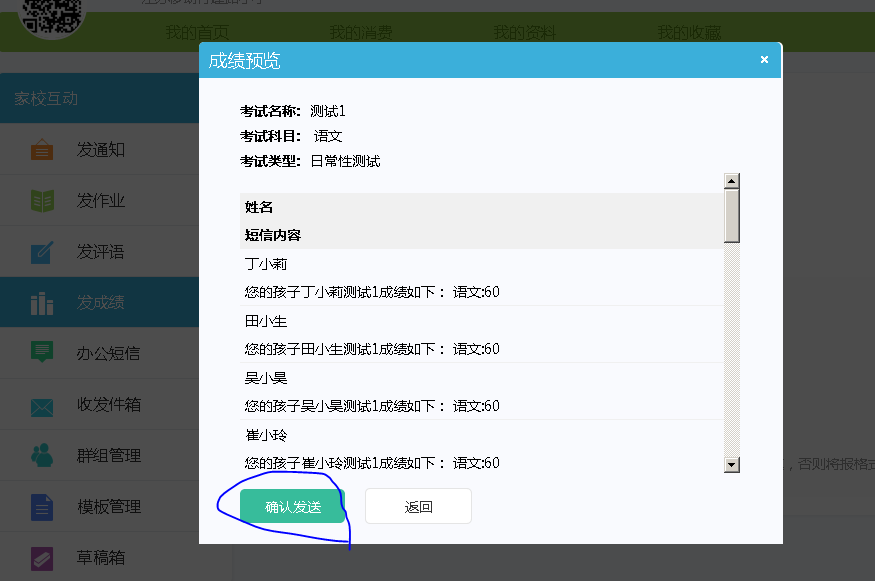 我的首页 我的消费 我的资料 我的收藏
成绩预览 ×
家校互动
考试名称： 测试1
考试科目： 语文
考试类型： 日常性测试
发通知
发作业
发评语
发成绩
办公短信
收发件箱
群组管理
模板管理
草稿箱
姓名
短信内容
丁小莉
您的孩子丁小莉测试1成绩如下： 语文:60
田小生
您的孩子田小生测试1成绩如下： 语文:60
吴小昊
您的孩子吴小昊测试1成绩如下： 语文:60
崔小玲
您的孩子崔小玲测试1成绩如下： 语文:60
，否则将报格式
确认发送 返回